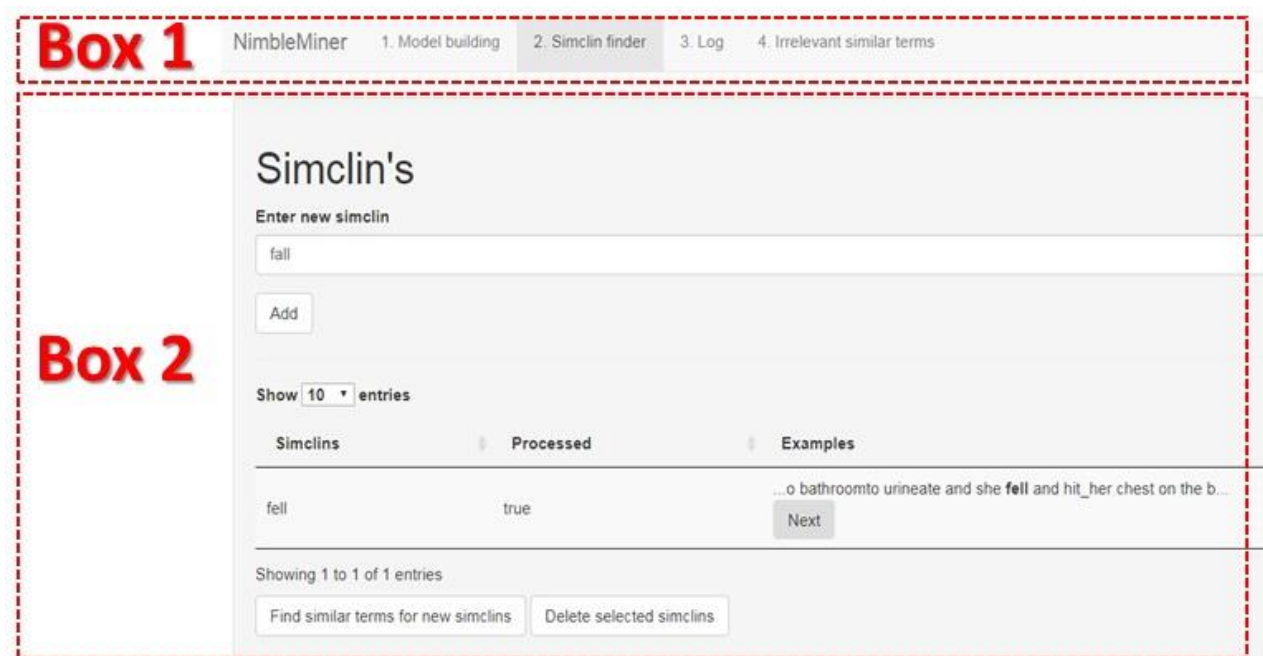 Box 1
NimbleMiner 1. Model building 2. Simclin finder 3. Log 4. Irrelevant similar terms
Simclin's
Enter new simclin
fall
Add
Box 2
Show 10 entries
Simclins Processed Examples
...o bathroomto urineate and she fell and hit_her chest on the b...
fell true
Next
Showing 1 to 1 of 1 entries
Find similar terms for new simclins Delete selected simclins